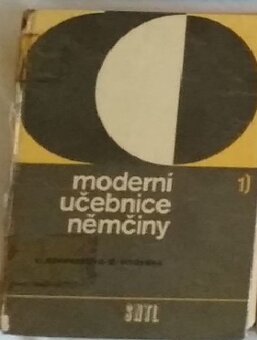 moderní
učebnice
němčiny
1)
SNTL